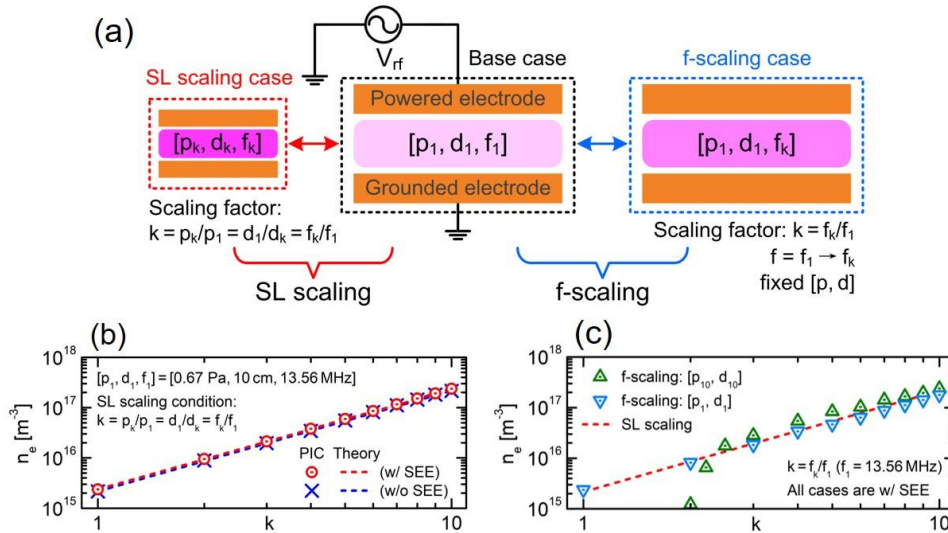 (a)
V_rf
SL scaling case
Base case
f-scaling case
Powered electrode
[p_k, d_k, f_k]
[p_1, d_1, f_1]
[p_1, d_1, f_k]
Grounded electrode
Scaling factor:
k = p_k/p_1 = d_1/d_k = f_k/f_1
Scaling factor: k = f_k/f_1
f = f_1 → f_k
fixed [p, d]
SL scaling
f-scaling
(b)
10^18
10^17
10^16
10^15
n_e [m^-3]
[p_1, d_1, f_1] = [0.67 Pa, 10 cm, 13.56 MHz]
SL scaling condition:
k = p_k/p_1 = d_1/d_k = f_k/f_1
PIC Theory
(w/ SEE)
(w/o SEE)
1
k
10
(c)
10^18
10^17
10^16
10^15
n_e [m^-3]
f-scaling: [p_10, d_10]
f-scaling: [p_1, d_1]
SL scaling
k = f_k/f_1 (f_1 = 13.56 MHz)
All cases are w/ SEE
1
k
10